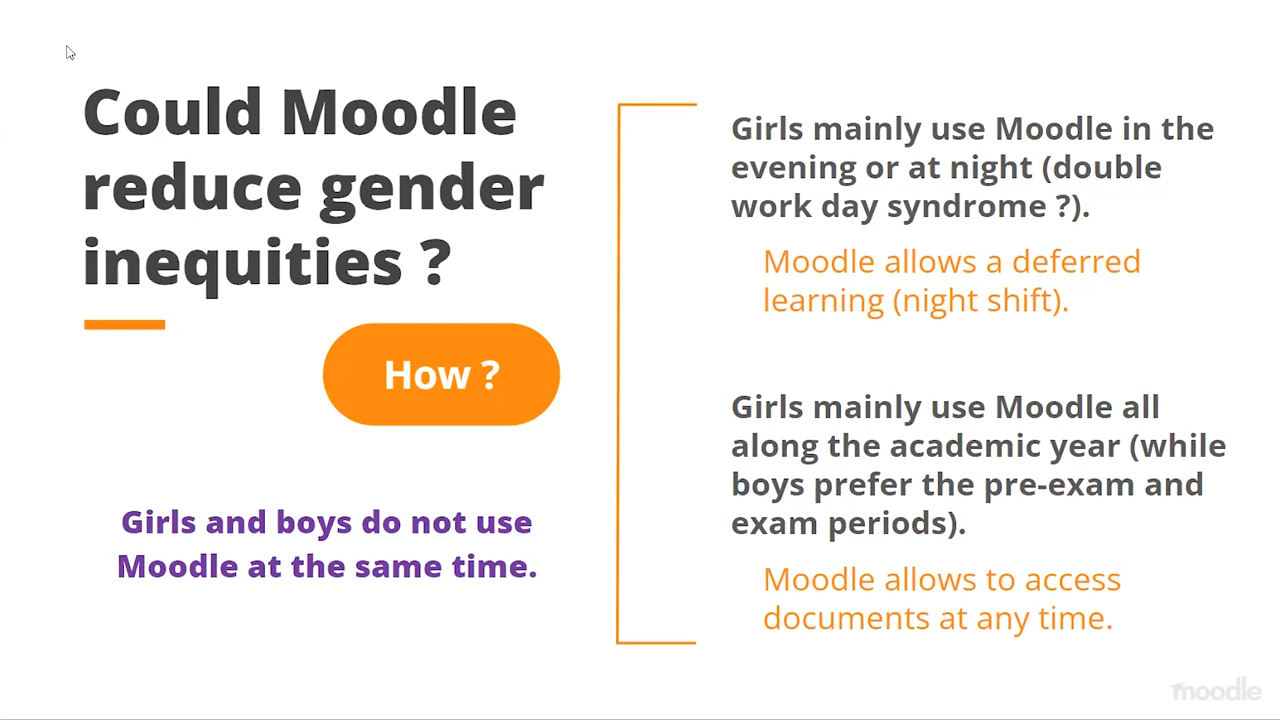 Could Moodle
reduce gender
inequities ?
How ?
Girls and boys do not use
Moodle at the same time.
Girls mainly use Moodle in the
evening or at night (double
work day syndrome ?).
Moodle allows a deferred
learning (night shift).
Girls mainly use Moodle all
along the academic year (while
boys prefer the pre-exam and
exam periods).
Moodle allows to access
documents at any time.
moodle